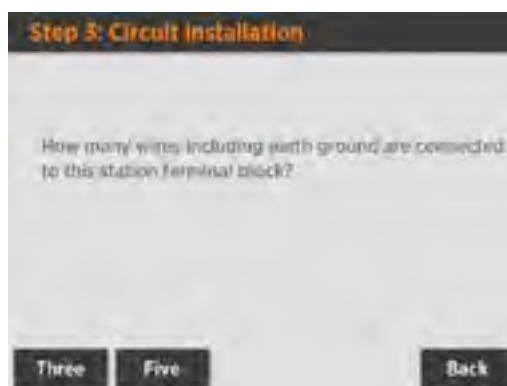 Step 3: Circuit installation
How many wires including earth ground are connected
to this station terminal block?
Three
Five
Back